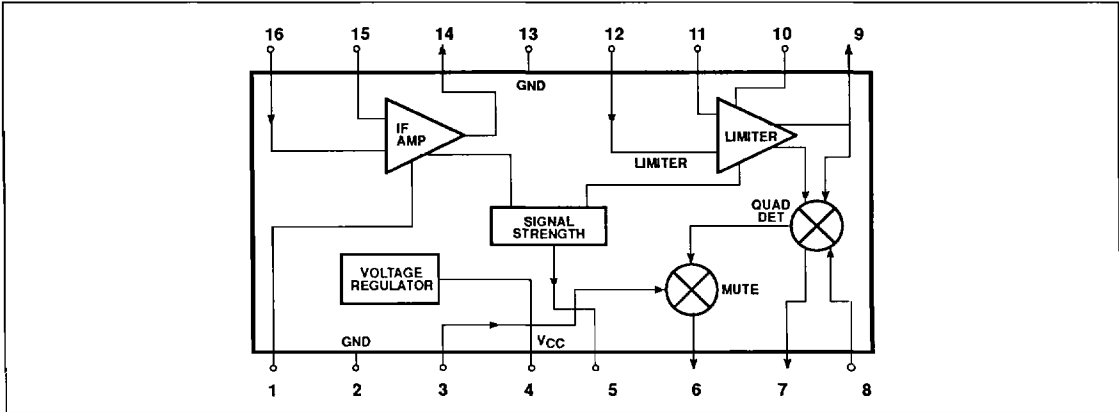 16 15 14 13 12 11 10 9
GND
IF
AMP
LIMITER
LIMITER
QUAD
DET
SIGNAL
STRENGTH
VOLTAGE
REGULATOR
MUTE
GND
VCC
1 2 3 4 5 6 7 8